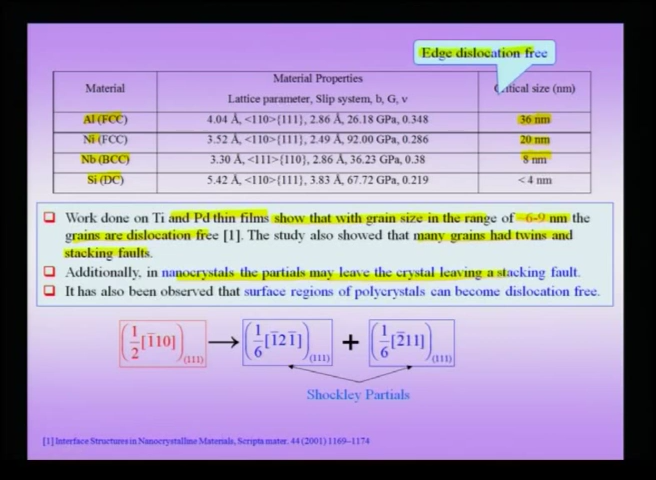 Edge dislocation free
Material
Material Properties
Lattice parameter, Slip system, b, G, ν
Critical size (nm)
Al (FCC) 4.04 Å, <110>{111}, 2.86 Å, 26.18 GPa, 0.348 36 nm
Ni (FCC) 3.52 Å, <110>{111}, 2.49 Å, 92.00 GPa, 0.286 20 nm
Nb (BCC) 3.30 Å, <111>{110}, 2.86 Å, 36.23 GPa, 0.38 8 nm
Si (DC) 5.42 Å, <110>{111}, 3.83 Å, 67.72 GPa, 0.219 < 4 nm
❑ Work done on Ti and Pd thin films show that with grain size in the range of ~6-9 nm the
grains are dislocation free [1]. The study also showed that many grains had twins and
stacking faults.
❑ Additionally, in nanocrystals the partials may leave the crystal leaving a stacking fault.
❑ It has also been observed that surface regions of polycrystals can become dislocation free.
(1/2[1̅10])(111) → (1/6[1̅21̅])(111) + (1/6[2̅11])(111)
Shockley Partials
[1] Interface Structures in Nanocrystalline Materials, Scripta mater. 44 (2001) 1169–1174